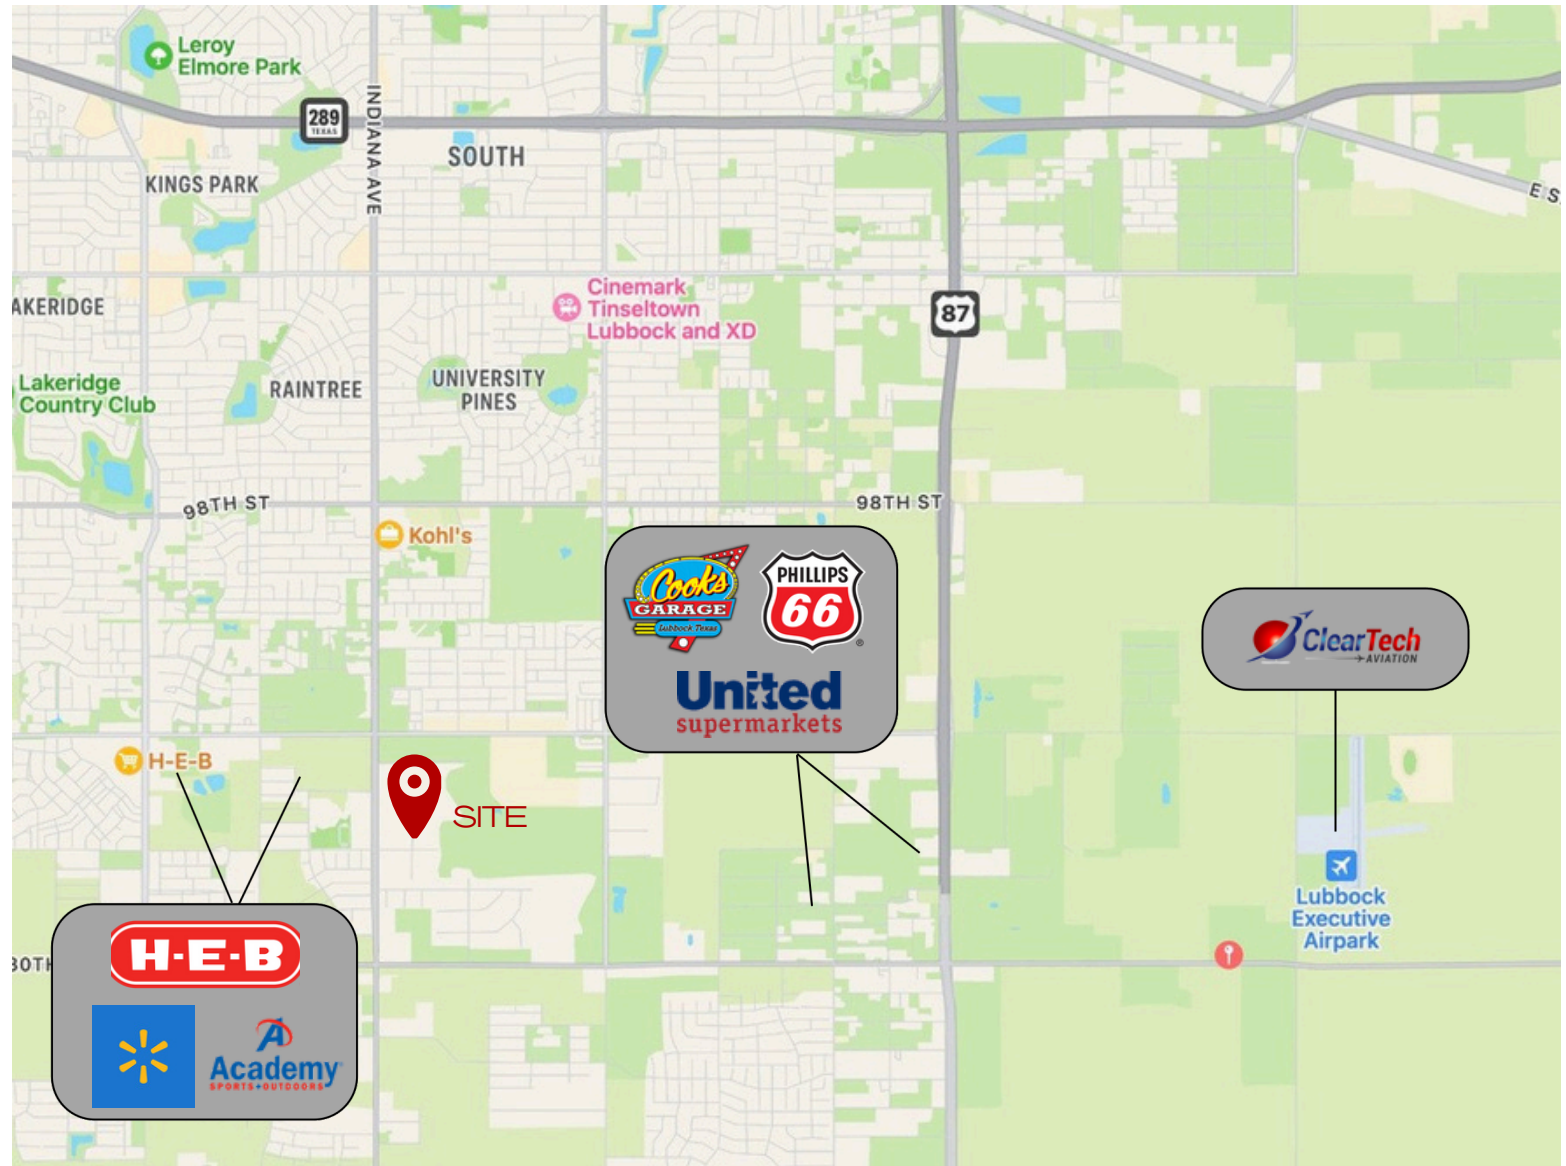 Leroy
Elmore Park
289
TEXAS
INDIANA AVE
SOUTH
KINGS PARK
E S
Cinemark
Tinseltown
Lubbock and XD
AKERIDGE
87
Lakeridge
Country Club
RAINTREE
UNIVERSITY
PINES
98TH ST
98TH ST
Kohl's
Cook's
GARAGE
Lubbock Texas
PHILLIPS
66
®
United
supermarkets
ClearTech
AVIATION
H-E-B
SITE
Lubbock
Executive
Airpark
30TH
H-E-B
Academy
SPORTS+OUTDOORS